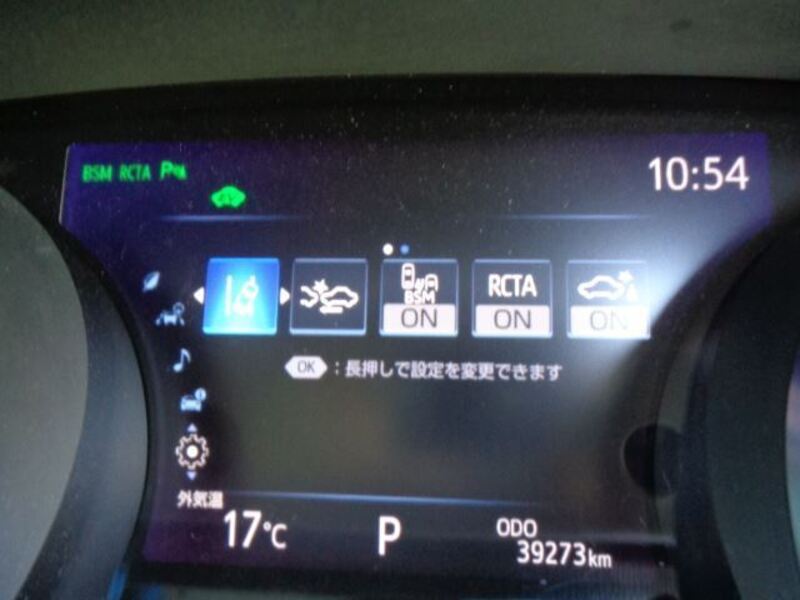 BSM RCTA
10:54
BSM RCTA
ON ON ON
OK : 長押しで設定を変更できます
外気温
17°C P ODO
39273km